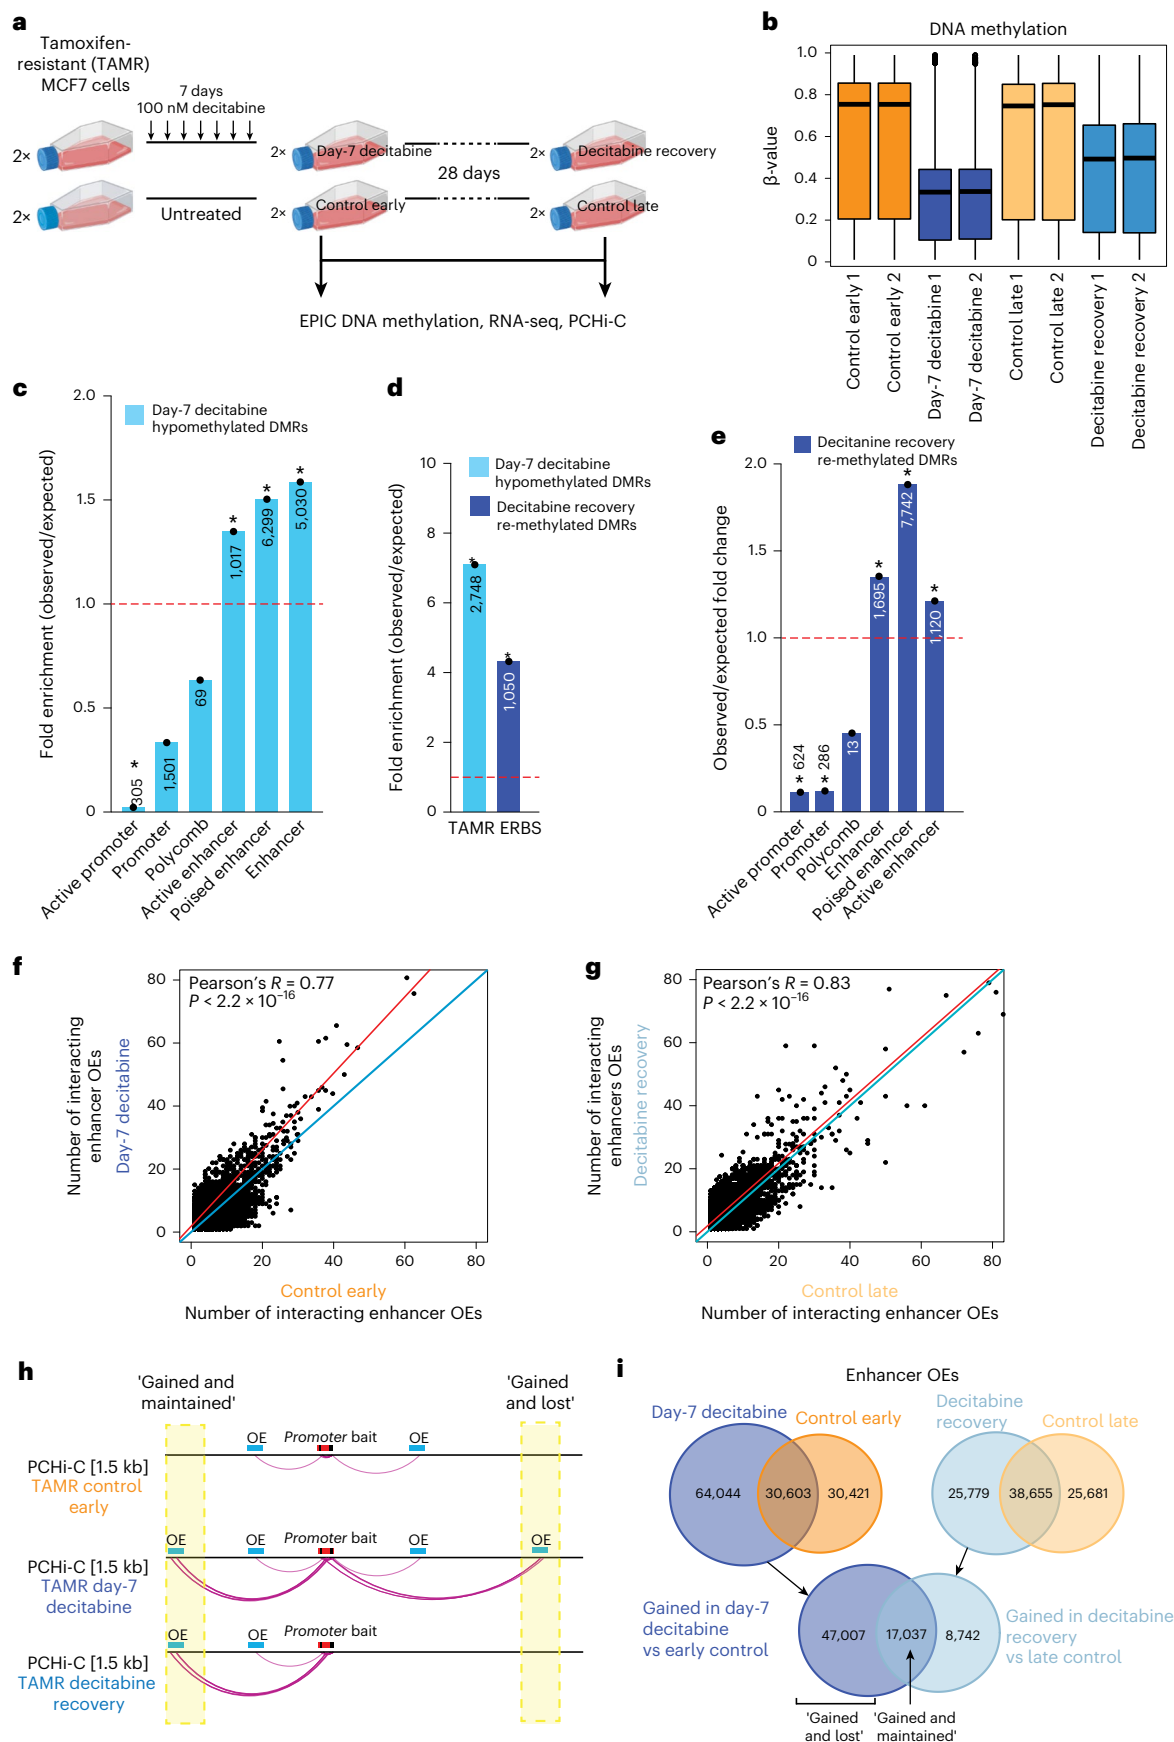 a
Tamoxifen-
resistant (TAMR)
MCF7 cells
7 days
100 nM decitabine
2×
2×
Day-7 decitabine
2×
Decitabine recovery
28 days
2×
Untreated
2×
Control early
2×
Control late
EPIC DNA methylation, RNA-seq, PCHi-C
b
DNA methylation
β-value
1.0
0.8
0.6
0.4
0.2
0
Control early 1
Control early 2
Day-7 decitabine 1
Day-7 decitabine 2
Control late 1
Control late 2
Decitabine recovery 1
Decitabine recovery 2
c
Fold enrichment (observed/expected)
2.0
1.5
1.0
0.5
0
Day-7 decitabine
hypomethylated DMRs
*
305
1,501
69
*
1,017
*
6,299
*
5,030
Active promoter
Promoter
Polycomb
Active enhancer
Poised enhancer
Enhancer
d
Fold enrichment (observed/expected)
10
8
6
4
2
0
Day-7 decitabine
hypomethylated DMRs
Decitabine recovery
re-methylated DMRs
*
2,748
*
1,050
TAMR ERBS
e
Observed/expected fold change
2.0
1.5
1.0
0.5
0
Decitanine recovery
re-methylated DMRs
* 624
* 286
13
*
1,695
*
7,742
*
1,120
Active promoter
Promoter
Polycomb
Enhancer
Poised enahncer
Active enhancer
f
Number of interacting
enhancer OEs
Day-7 decitabine
Pearson's R = 0.77
P < 2.2 × 10⁻¹⁶
80
60
40
20
0
0 20 40 60 80
Control early
Number of interacting enhancer OEs
g
Number of interacting
enhancers OEs
Decitabine recovery
Pearson's R = 0.83
P < 2.2 × 10⁻¹⁶
80
60
40
20
0
0 20 40 60 80
Control late
Number of interacting enhancer OEs
h
'Gained and
maintained'
'Gained
and lost'
OE Promoter bait OE
PCHi-C [1.5 kb]
TAMR control
early
OE OE Promoter bait OE OE
PCHi-C [1.5 kb]
TAMR day-7
decitabine
OE OE Promoter bait
PCHi-C [1.5 kb]
TAMR decitabine
recovery
i
Enhancer OEs
Day-7 decitabine
Control early
Decitabine
recovery
Control late
64,044 30,603 30,421
25,779 38,655 25,681
Gained in day-7
decitabine
vs early control
47,007 17,037 8,742
Gained in decitabine
recovery
vs late control
'Gained
and lost'
'Gained and
maintained'